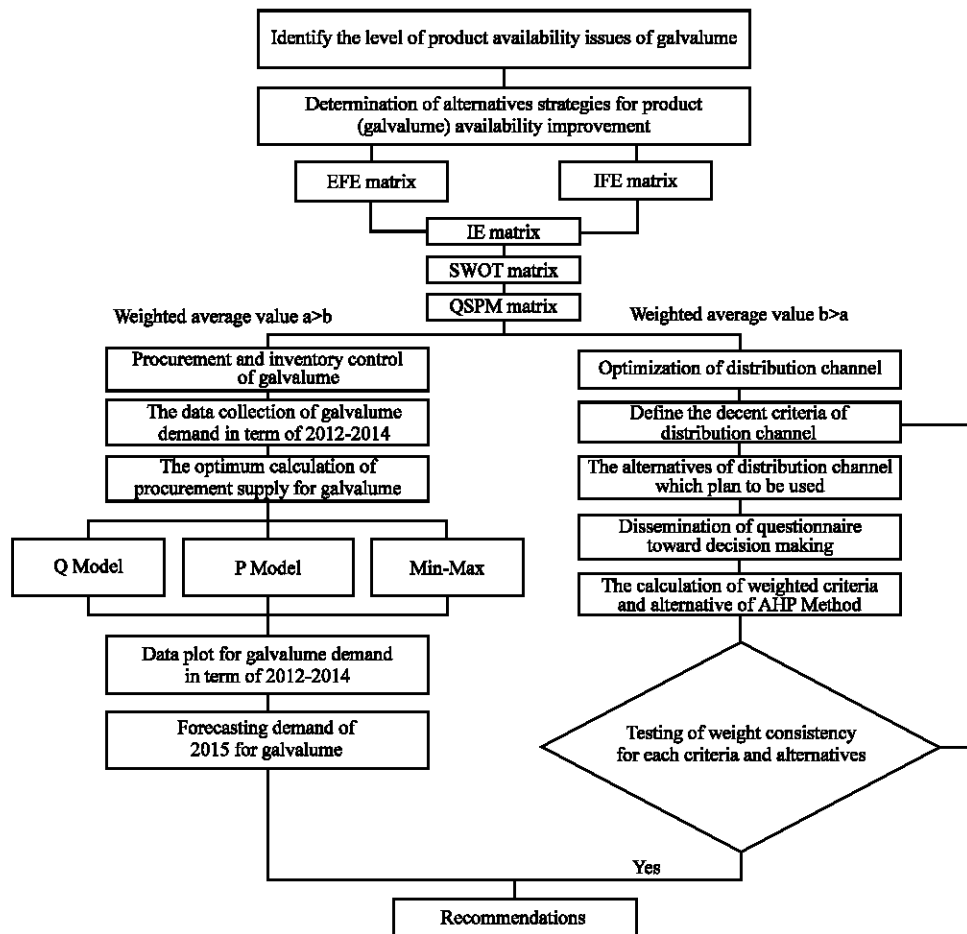 Identify the level of product availability issues of galvalume
Determination of alternatives strategies for product
(galvalume) availability improvement
EFE matrix
IFE matrix
IE matrix
SWOT matrix
QSPM matrix
Weighted average value a>b
Weighted average value b>a
Procurement and inventory control
of galvalume
The data collection of galvalume
demand in term of 2012-2014
The optimum calculation of
procurement supply for galvalume
Q Model
P Model
Min-Max
Data plot for galvalume demand
in term of 2012-2014
Forecasting demand of
2015 for galvalume
Optimization of distribution channel
Define the decent criteria of
distribution channel
The alternatives of distribution channel
which plan to be used
Dissemination of questionnaire
toward decision making
The calculation of weighted criteria
and alternative of AHP Method
Testing of weight consistency
for each criteria and alternatives
Yes
Recommendations